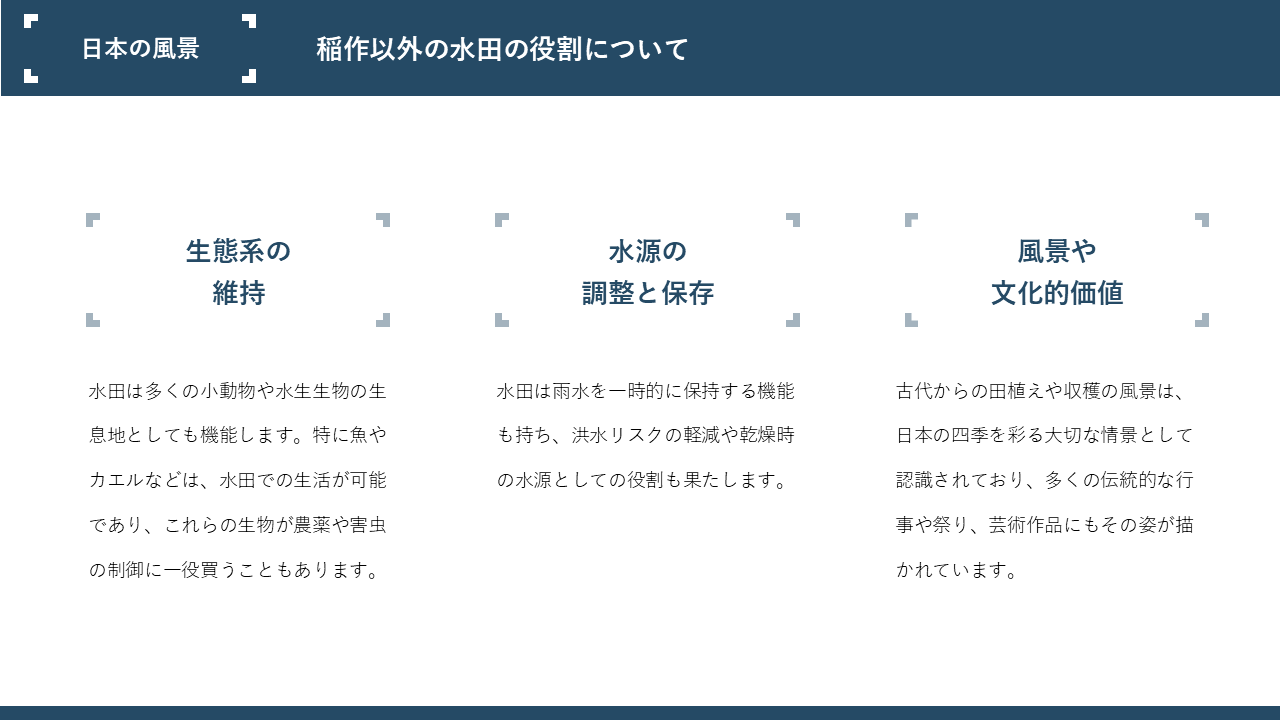 日本の風景
稲作以外の水田の役割について
生態系の
維持
水田は多くの小動物や水生生物の生
息地としても機能します。特に魚や
カエルなどは、水田での生活が可能
であり、これらの生物が農薬や害虫
の制御に一役買うこともあります。
水源の
調整と保存
水田は雨水を一時的に保持する機能
も持ち、洪水リスクの軽減や乾燥時
の水源としての役割も果たします。
風景や
文化的価値
古代からの田植えや収穫の風景は、
日本の四季を彩る大切な情景として
認識されており、多くの伝統的な行
事や祭り、芸術作品にもその姿が描
かれています。